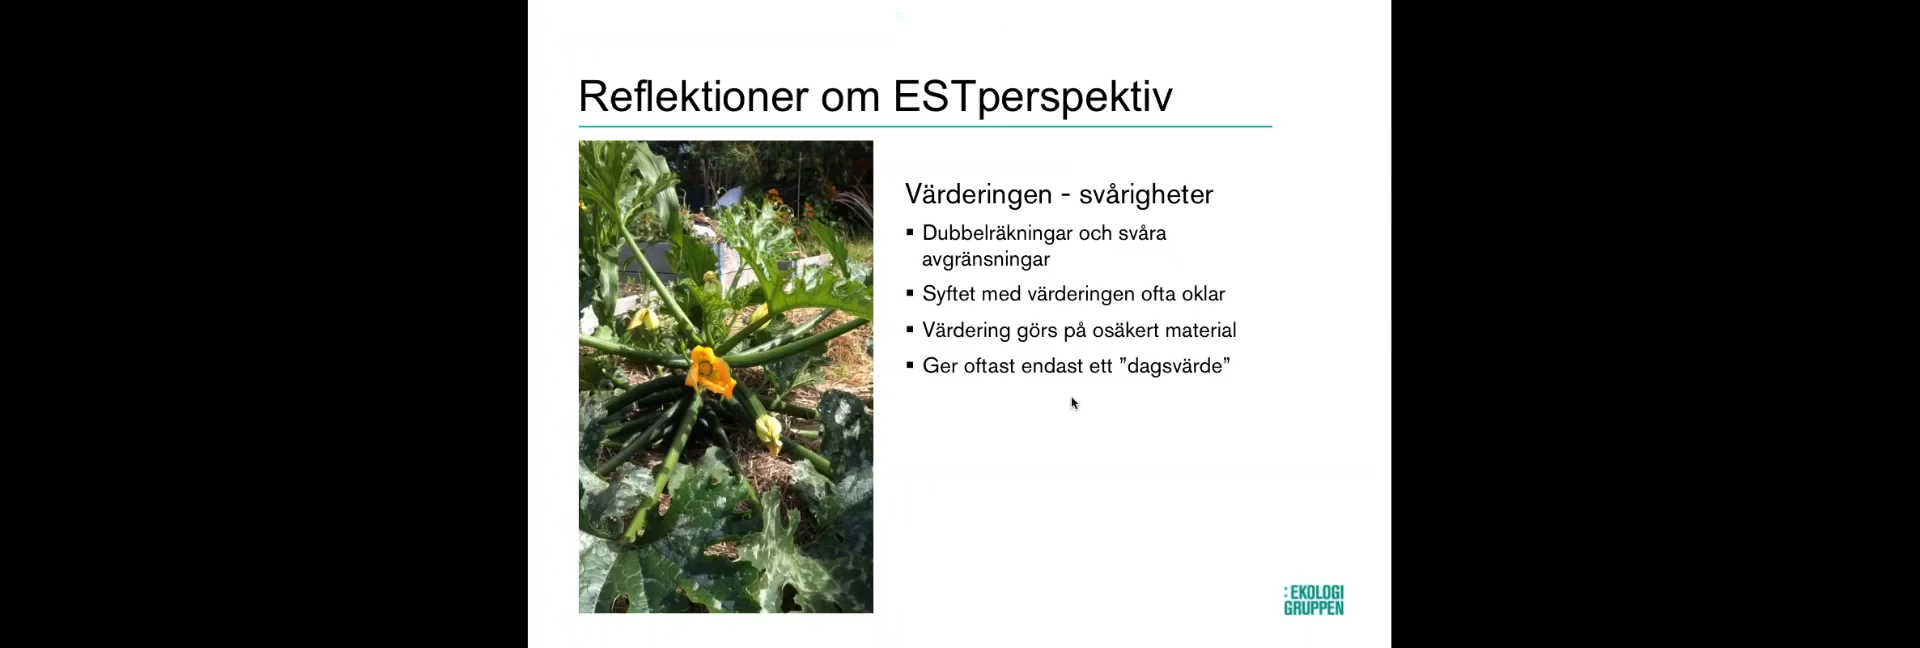 Reflektioner om ESTperspektiv
Värderingen - svårigheter
▪ Dubbelräkningar och svåra
avgränsningar
▪ Syftet med värderingen ofta oklar
▪ Värdering görs på osäkert material
▪ Ger oftast endast ett ”dagsvärde”
:EKOLOGI
GRUPPEN